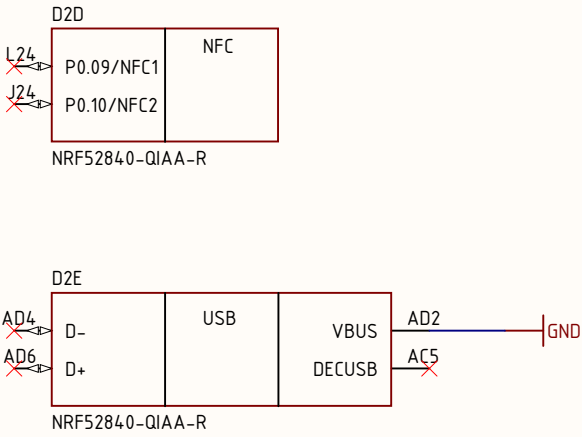 D2D
NFC
L24
P0.09/NFC1
J24
P0.10/NFC2
NRF52840-QIAA-R
D2E
AD4
USB
AD2
D-
VBUS
GND
AD6
AC5
D+
DECUSB
NRF52840-QIAA-R